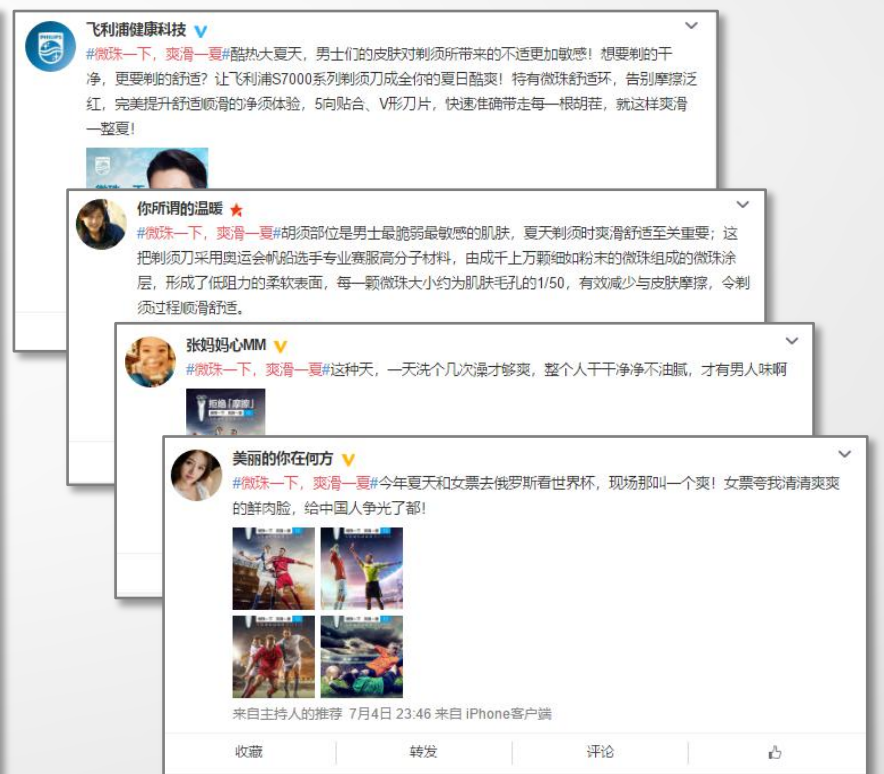 飞利浦健康科技
#微珠一下，爽滑一夏#酷热大夏天，男士们的皮肤对剃须所带来的不适更加敏感！想要剃的干
净，更要剃的舒适？让飞利浦S7000系列剃须刀成全你的夏日酷爽！特有微珠舒适环，告别摩擦泛
红，完美提升舒适顺滑的净须体验，5向贴合、V形刀片，快速准确带走每一根胡茬，就这样爽滑
一整夏！
你所谓的温暖
#微珠一下，爽滑一夏#胡须部位是男士最脆弱最敏感的肌肤，夏天剃须时爽滑舒适至关重要；这
把剃须刀采用奥运会帆船选手专业赛服高分子材料，由成千上万颗细如粉末的微珠组成的微珠涂
层，形成了低阻力的柔软表面，每一颗微珠大小约为肌肤毛孔的1/50，有效减少与皮肤摩擦，令剃
须过程顺滑舒适。
张妈妈心MM
#微珠一下，爽滑一夏#这种天，一天洗个几次澡才够爽，整个人干干净净不油腻，才有男人味啊
拒绝「摩擦」
美丽的你在何方
#微珠一下，爽滑一夏#今年夏天和女票去俄罗斯看世界杯，现场那叫一个爽！女票夸我清清爽爽
的鲜肉脸，给中国人争光了都！
来自主持人的推荐 7月4日 23:46 来自 iPhone客户端
收藏 转发 评论